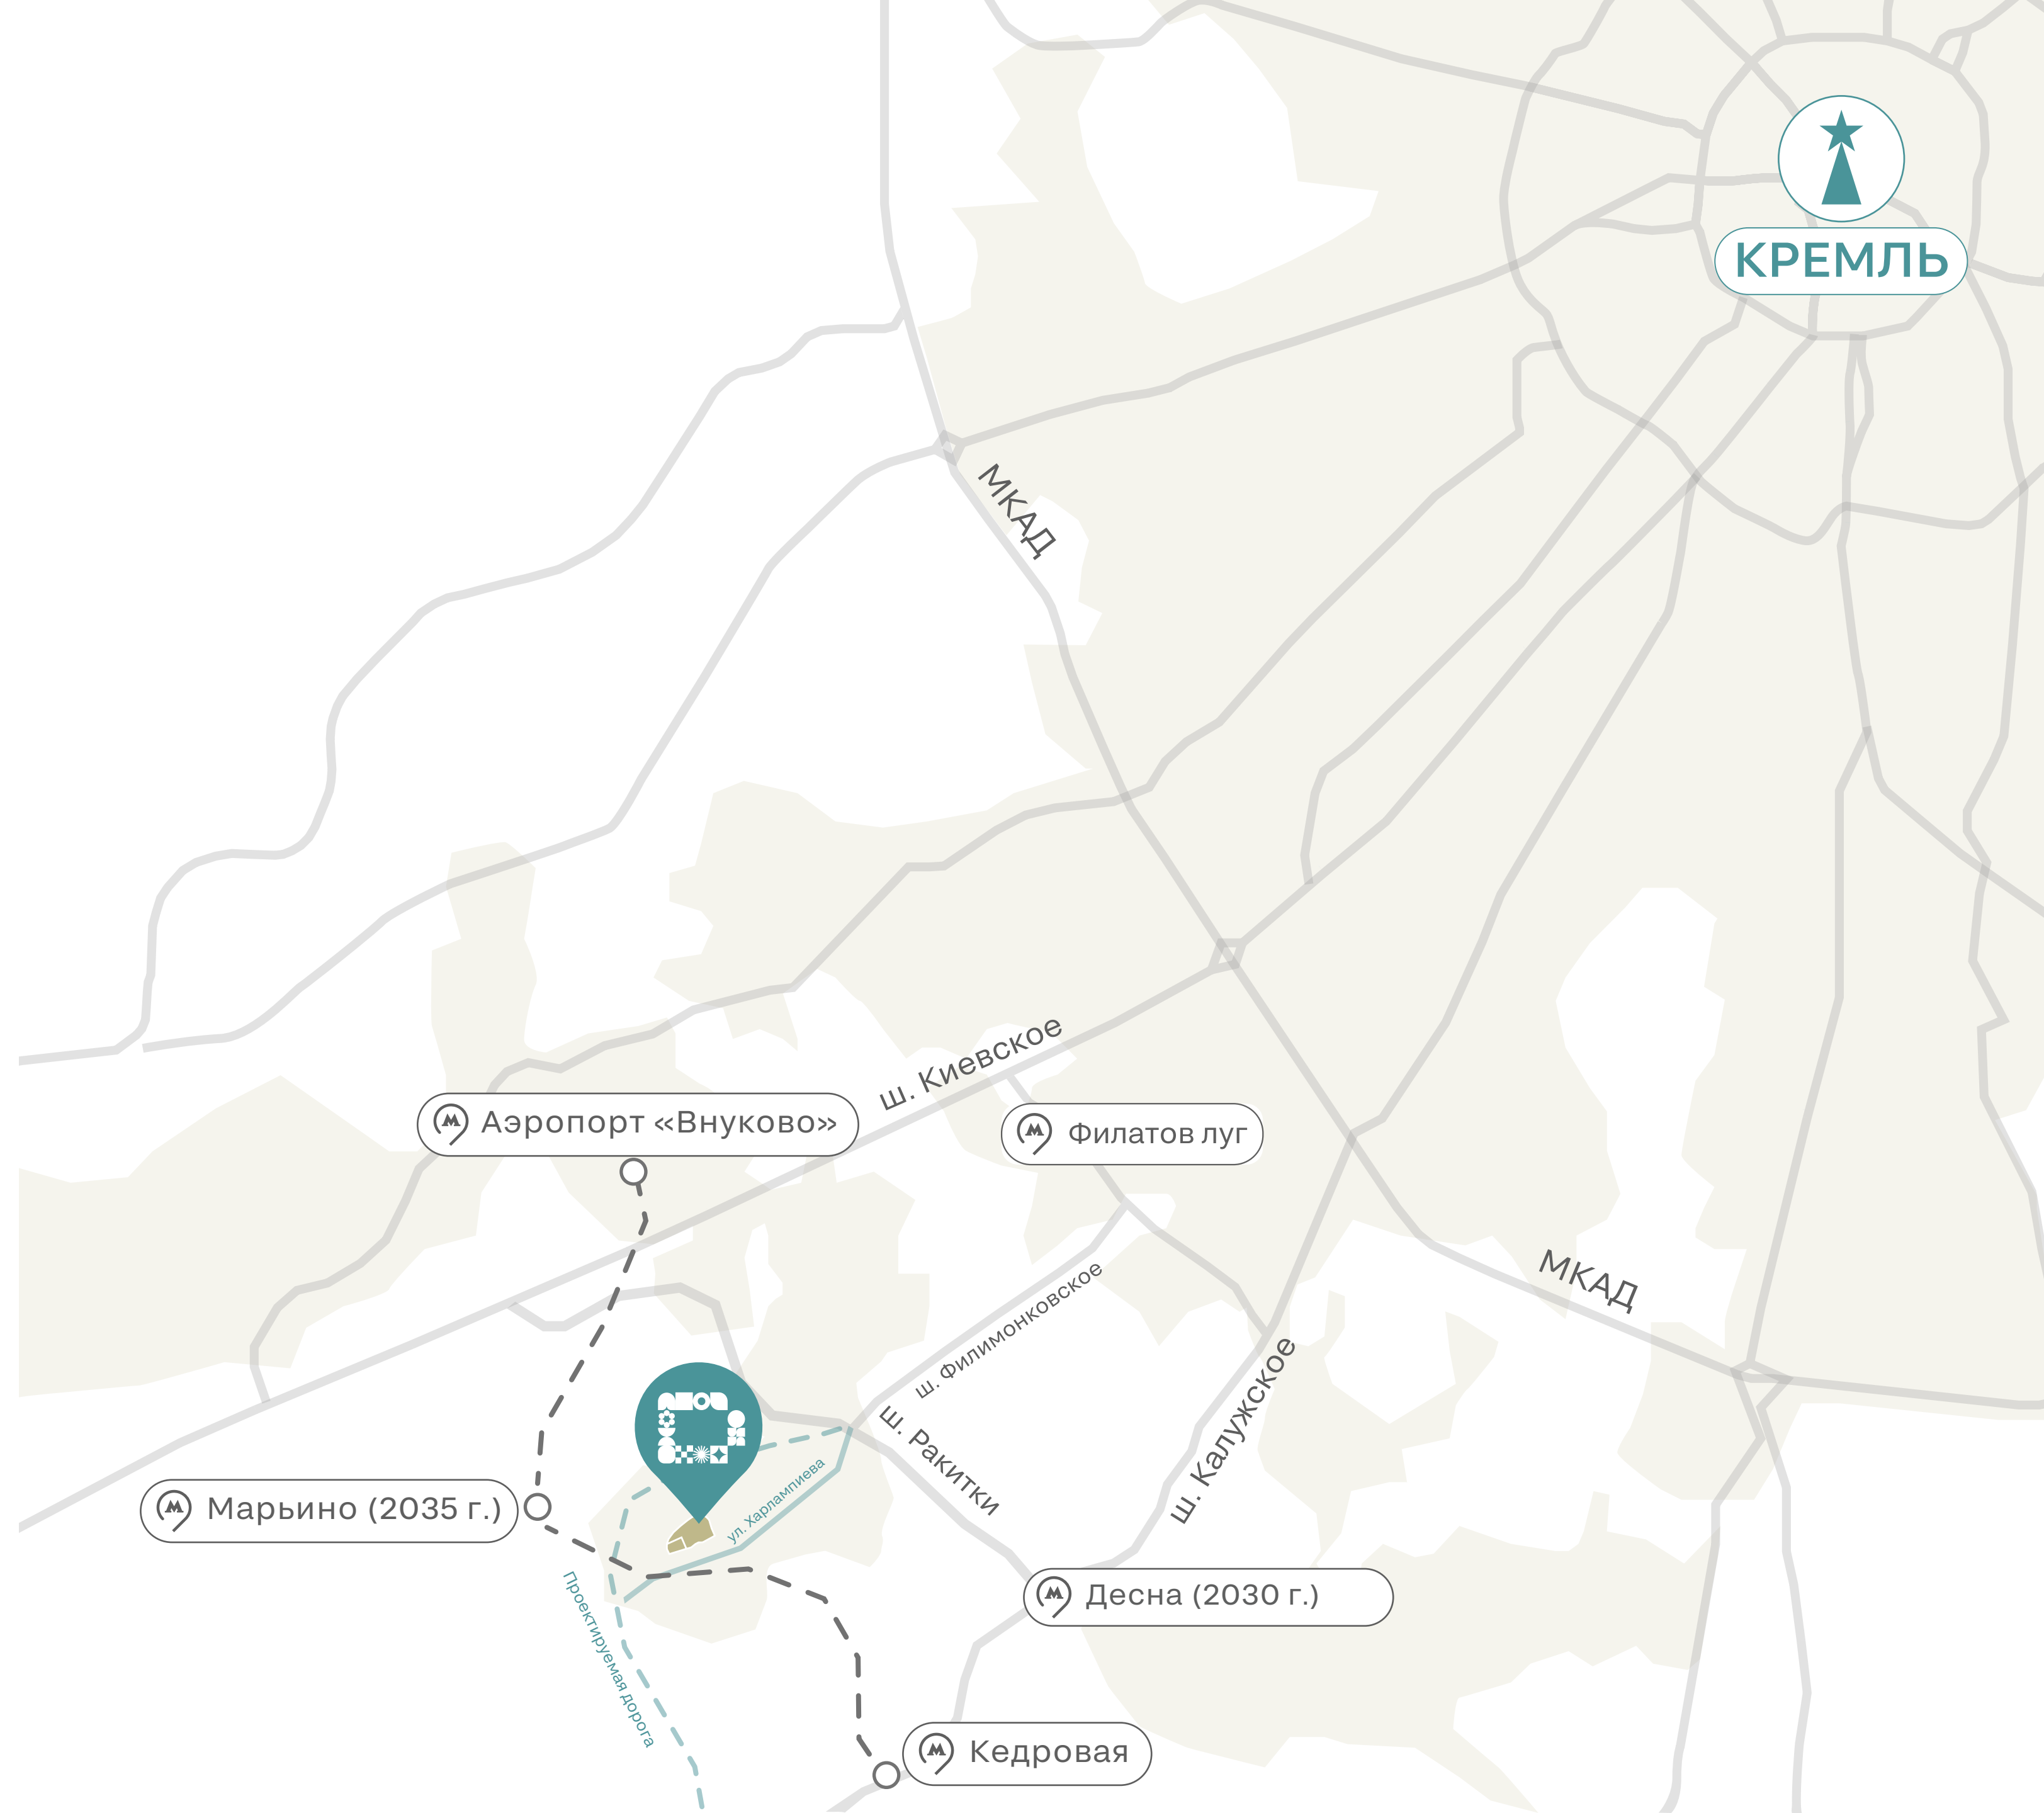 КРЕМЛЬ
МКАД
ш. Киевское
Аэропорт «Внуково»
Филатов луг
МКАД
ш. Филимонковское
ш. Калужское
ш. Ракитки
ул. Харлампиева
Марьино (2035 г.)
Проектируемая дорога
Десна (2030 г.)
Кедровая